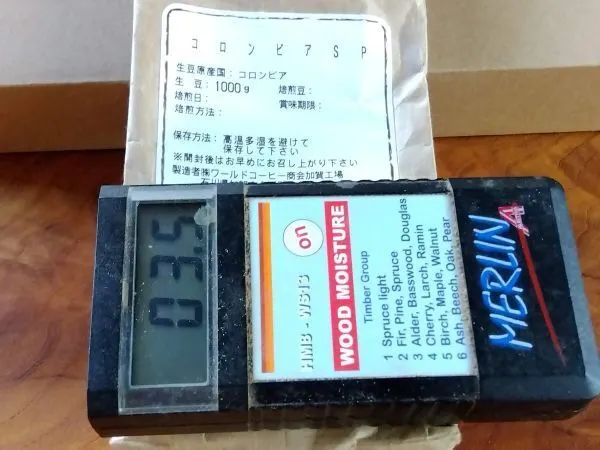 コロンビアSP
生豆原産国：コロンビア
生 豆：1000g 焙煎豆：
焙煎日： 賞味期限：
焙煎方法：
保存方法：高温多湿を避けて
保存して下さい
※開封後はお早めにお召し上がり下さい
製造者㈱ワールドコーヒー商会加賀工場
03.5
HMB - WS13
on
WOOD MOISTURE
Timber Group
1 Spruce light
2 Fir, Pine, Spruce
3 Alder, Basswood, Douglas
4 Cherry, Larch, Ramin
5 Birch, Maple, Walnut
6 Ash, Beech, Oak, Pear
MERLIN